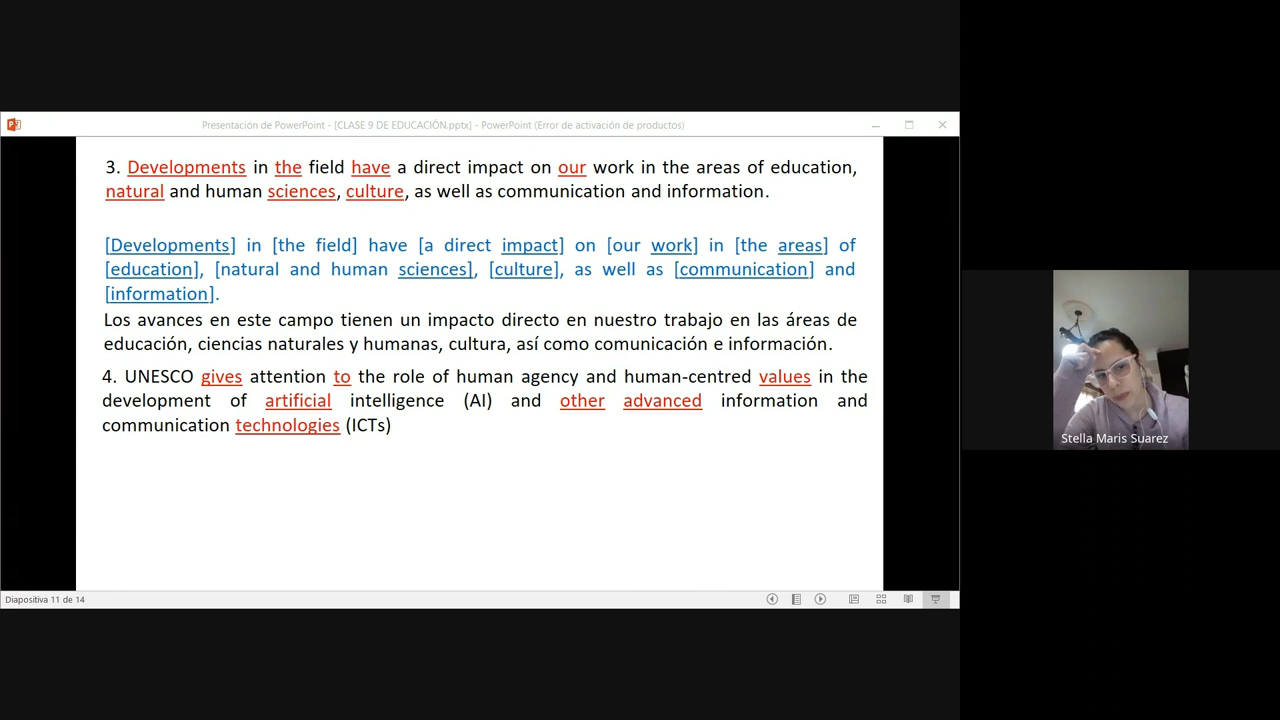 Presentación de PowerPoint - [CLASE 9 DE EDUCACIÓN.pptx] - PowerPoint (Error de activación de productos)
3. Developments in the field have a direct impact on our work in the areas of education,
natural and human sciences, culture, as well as communication and information.
[Developments] in [the field] have [a direct impact] on [our work] in [the areas] of
[education], [natural and human sciences], [culture], as well as [communication] and
[information].
Los avances en este campo tienen un impacto directo en nuestro trabajo en las áreas de
educación, ciencias naturales y humanas, cultura, así como comunicación e información.
4. UNESCO gives attention to the role of human agency and human-centred values in the
development of artificial intelligence (AI) and other advanced information and
communication technologies (ICTs)
Stella Maris Suarez
Diapositiva 11 de 14